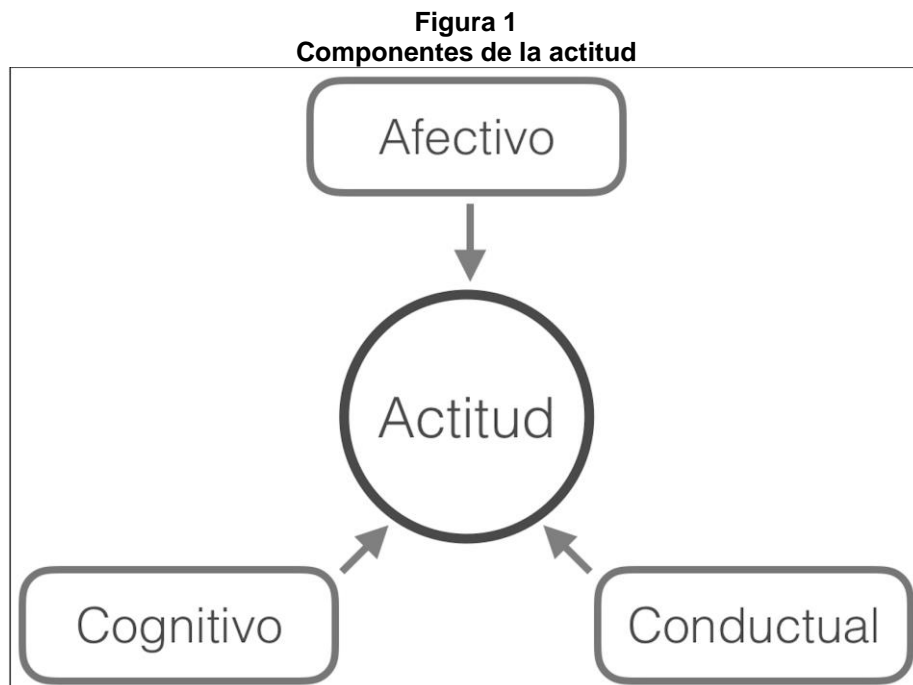 Figura 1
Componentes de la actitud
Afectivo
Actitud
Cognitivo
Conductual